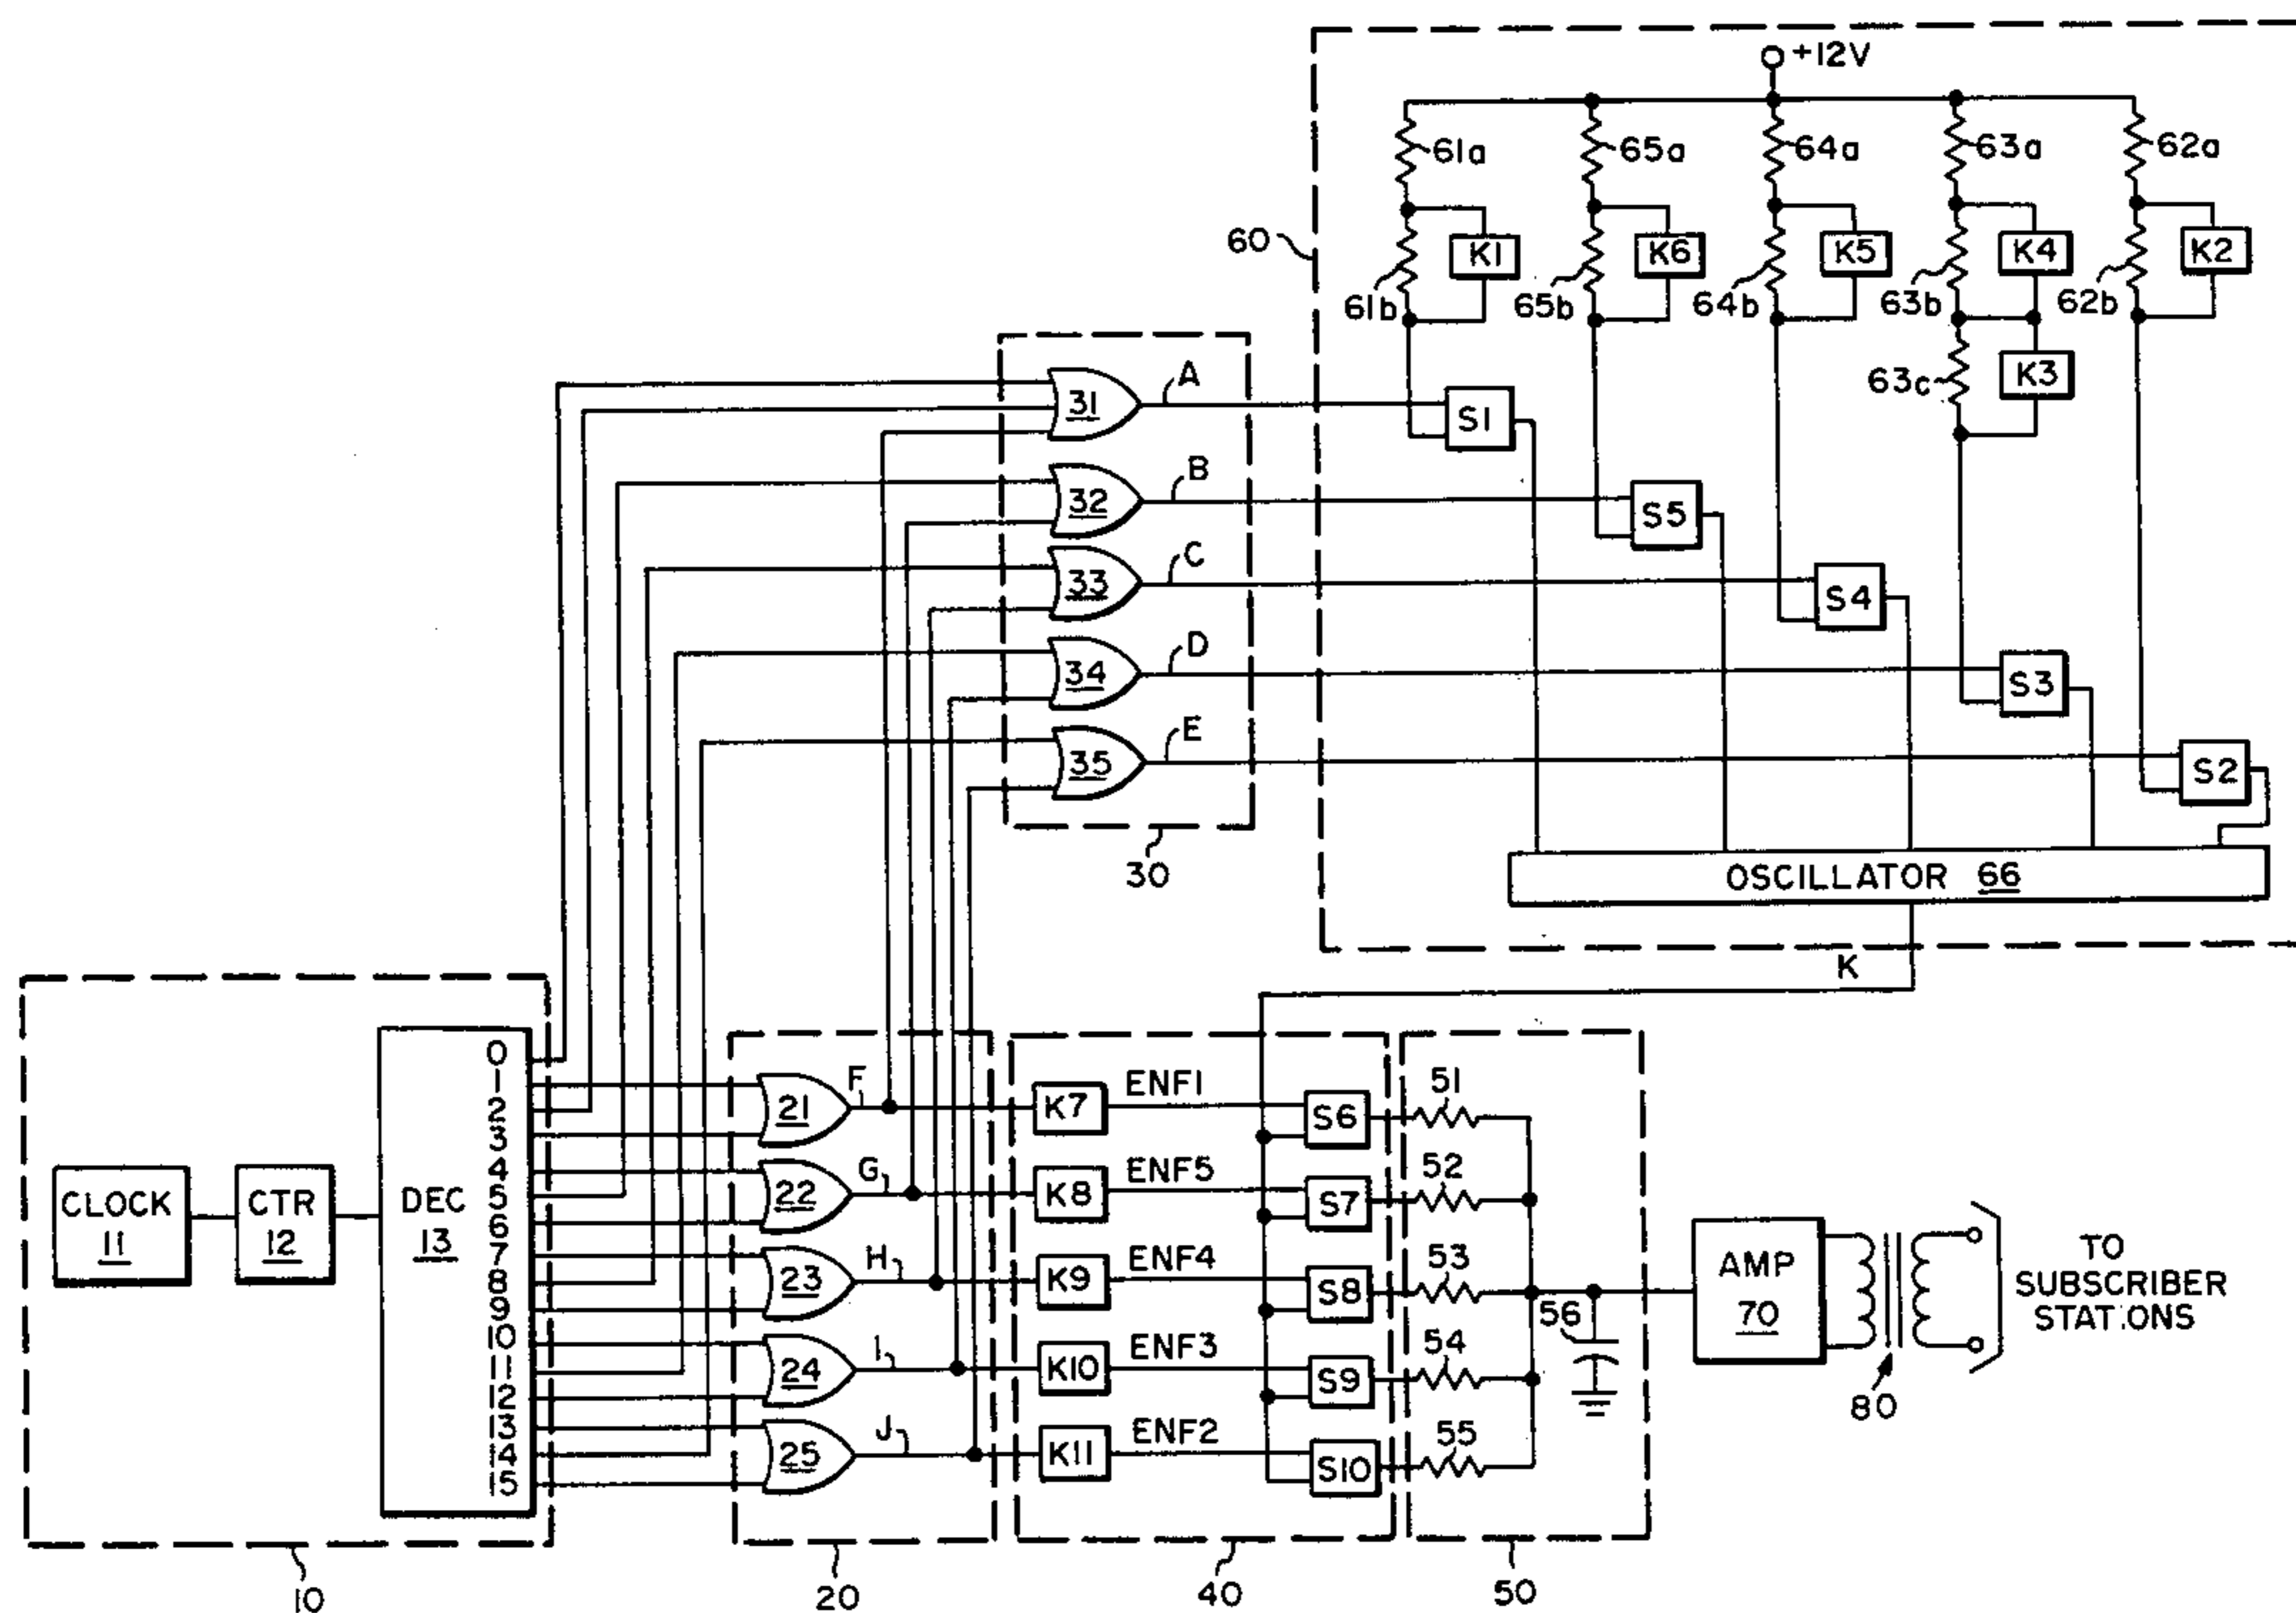 +12V
61a
65a
64a
63a
62a
60
K1
K6
K5
K4
K2
61b
65b
64b
63b
62b
63c
K3
31
A
S1
32
B
S5
33
C
S4
34
D
S3
35
E
S2
30
OSCILLATOR 66
K
0
1
2
3
4
5
6
7
8
9
10
11
12
13
14
15
CLOCK
11
CTR
12
DEC
13
21
F
K7
ENF1
S6
51
22
G
K8
ENF5
S7
52
23
H
K9
ENF4
S8
53
24
I
K10
ENF3
S9
54
25
J
K11
ENF2
S10
55
56
AMP
70
80
TO
SUBSCRIBER
STATIONS
10
20
40
50